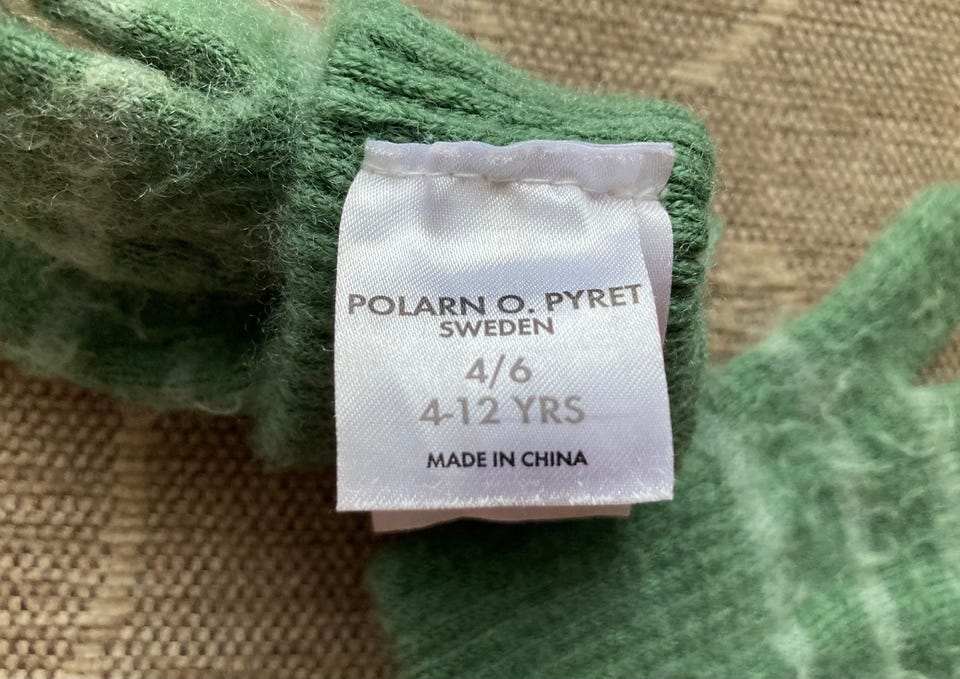 POLARN O. PYRET
SWEDEN
4/6
4-12 YRS
MADE IN CHINA